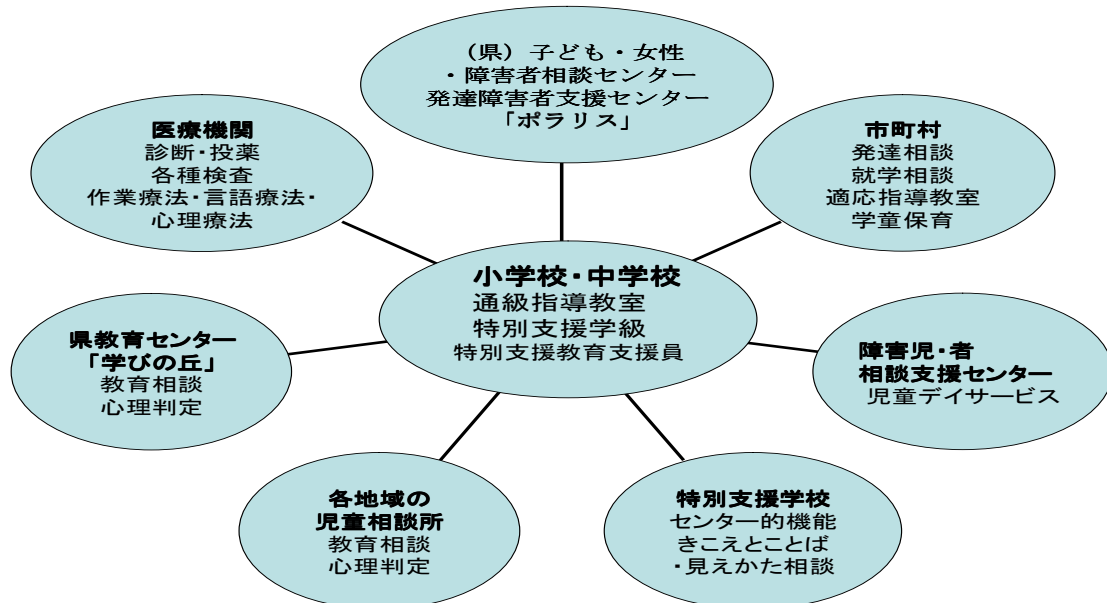 （県）子ども・女性
・障害者相談センター
発達障害者支援センター
「ポラリス」
医療機関
診断・投薬
各種検査
作業療法・言語療法・
心理療法
市町村
発達相談
就学相談
適応指導教室
学童保育
小学校・中学校
通級指導教室
特別支援学級
特別支援教育支援員
県教育センター
「学びの丘」
教育相談
心理判定
障害児・者
相談支援センター
児童デイサービス
各地域の
児童相談所
教育相談
心理判定
特別支援学校
センター的機能
きこえとことば
・見えかた相談